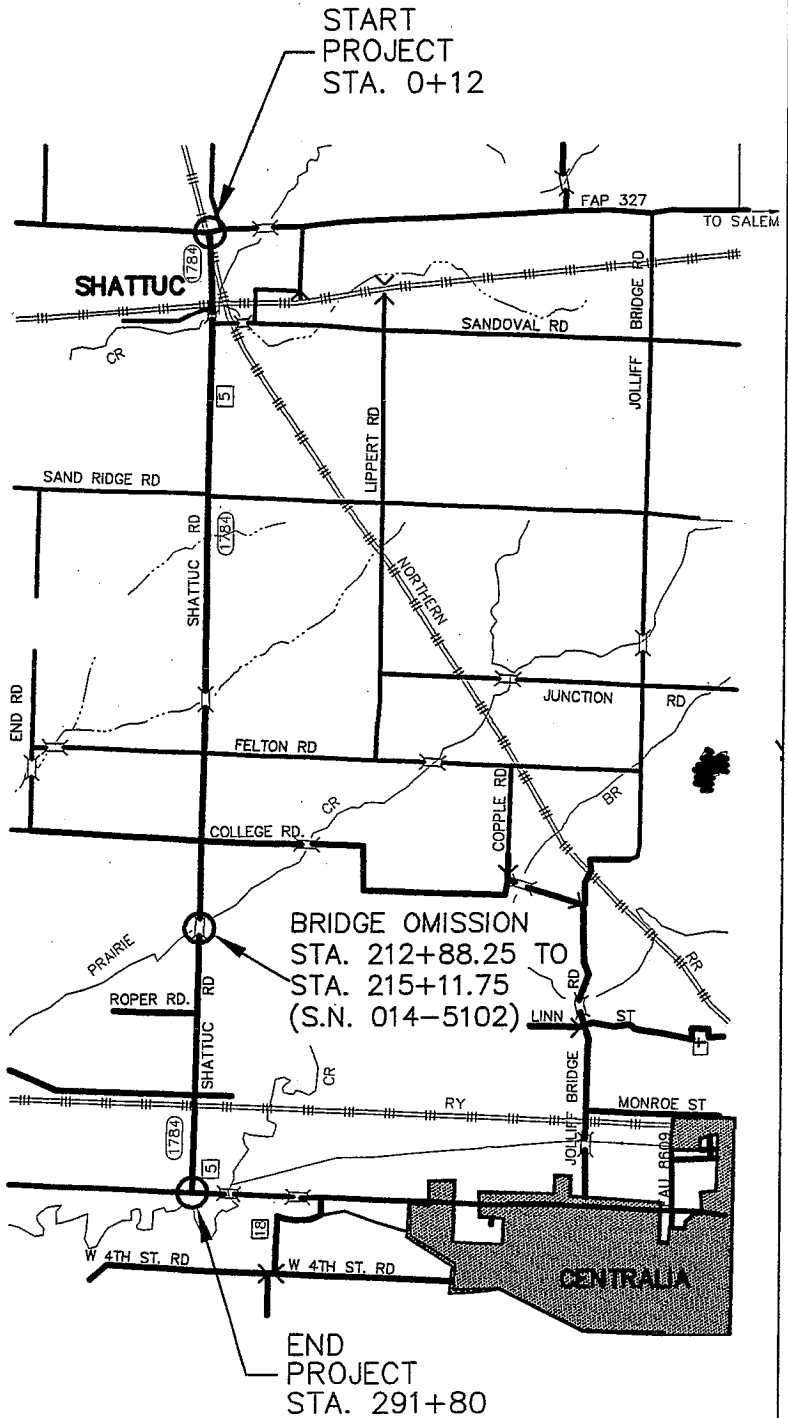 START
PROJECT
STA. 0+12
FAP 327
TO SALEM
1784
SHATTUC
BRIDGE RD
SANDOVAL RD
CR
JOLLIFF
5
LIPPERT RD
SAND RIDGE RD
SHATTUC RD
1784
NORTHERN
END RD
JUNCTION RD
FELTON RD
COPPLE RD
BR
CR
COLLEGE RD.
BRIDGE OMISSION
STA. 212+88.25 TO
STA. 215+11.75
(S.N. 014-5102)
PRAIRIE
RR
ROPER RD.
SHATTUC RD
LINN ST
CR
JOLLIFF BRIDGE RD
RY
MONROE ST
1784
5
FAU 8609
18
W 4TH ST. RD
W 4TH ST. RD
CENTRALIA
END
PROJECT
STA. 291+80